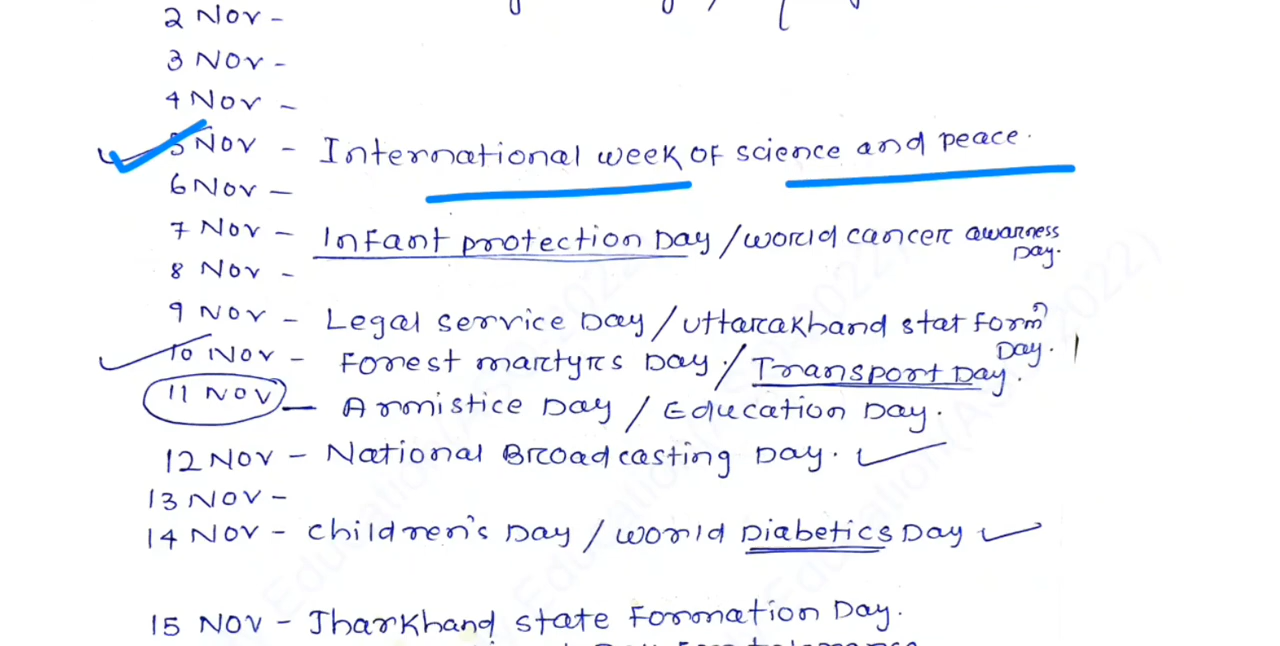 2 Nov -
3 Nov -
4 Nov -
5 Nov - International week of science and peace.
6 Nov -
7 Nov - Infant protection Day / world cancer awarness Day.
8 Nov -
9 Nov - Legal service Day / uttarakhand stat form^n Day.
10 Nov - Forest martyrs Day / Transport Day.
11 Nov - Armistice Day / Education Day.
12 Nov - National Broadcasting Day.
13 Nov -
14 Nov - children's Day / world Diabetics Day
15 Nov - Jharkhand state Formation Day.